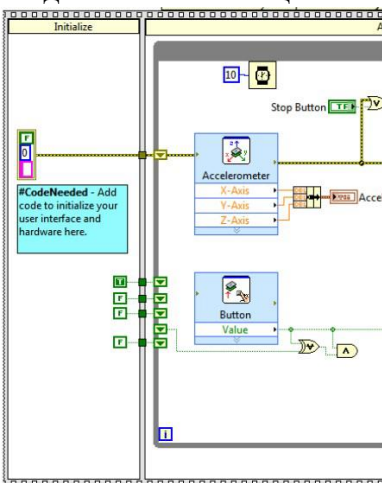 Initialize
A
10
Stop Button
TF
F
0
Accelerometer
X-Axis
Y-Axis
Z-Axis
Acce
#CodeNeeded - Add
code to initialize your
user interface and
hardware here.
T
F
F
F
Button
Value
i